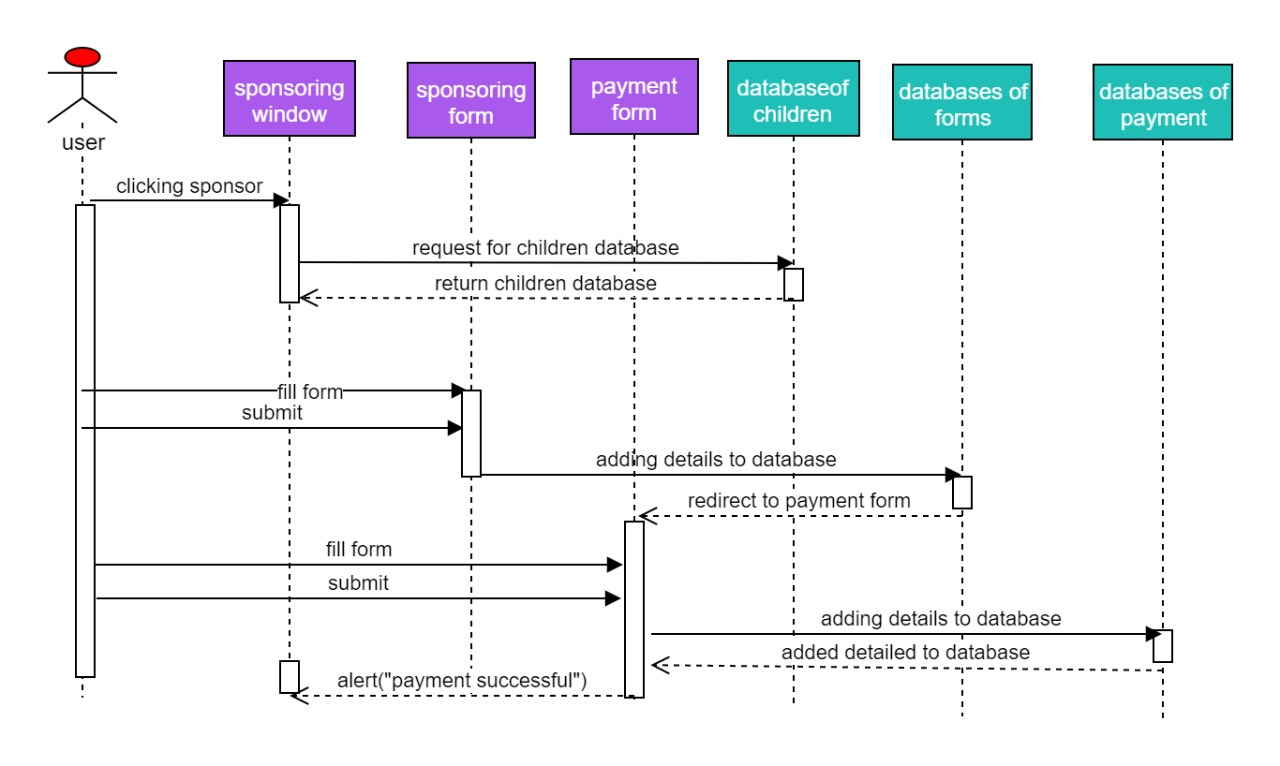 user
sponsoring
window
sponsoring
form
payment
form
databaseof
children
databases of
forms
databases of
payment
clicking sponsor
request for children database
return children database
fill form
submit
adding details to database
redirect to payment form
fill form
submit
adding details to database
added detailed to database
alert("payment successful")